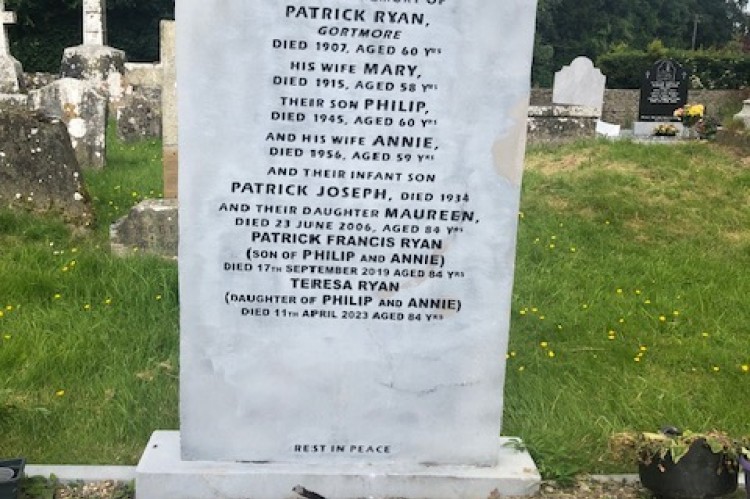 MEMORY OF
PATRICK RYAN,
GORTMORE
DIED 1907, AGED 60 YRS
HIS WIFE MARY,
DIED 1915, AGED 58 YRS
THEIR SON PHILIP,
DIED 1945, AGED 60 YRS
AND HIS WIFE ANNIE,
DIED 1956, AGED 59 YRS
AND THEIR INFANT SON
PATRICK JOSEPH, DIED 1934
AND THEIR DAUGHTER MAUREEN,
DIED 23 JUNE 2006, AGED 84 YRS
PATRICK FRANCIS RYAN
(SON OF PHILIP AND ANNIE)
DIED 17TH SEPTEMBER 2019 AGED 84 YRS
TERESA RYAN
(DAUGHTER OF PHILIP AND ANNIE)
DIED 11TH APRIL 2023 AGED 84 YRS
REST IN PEACE